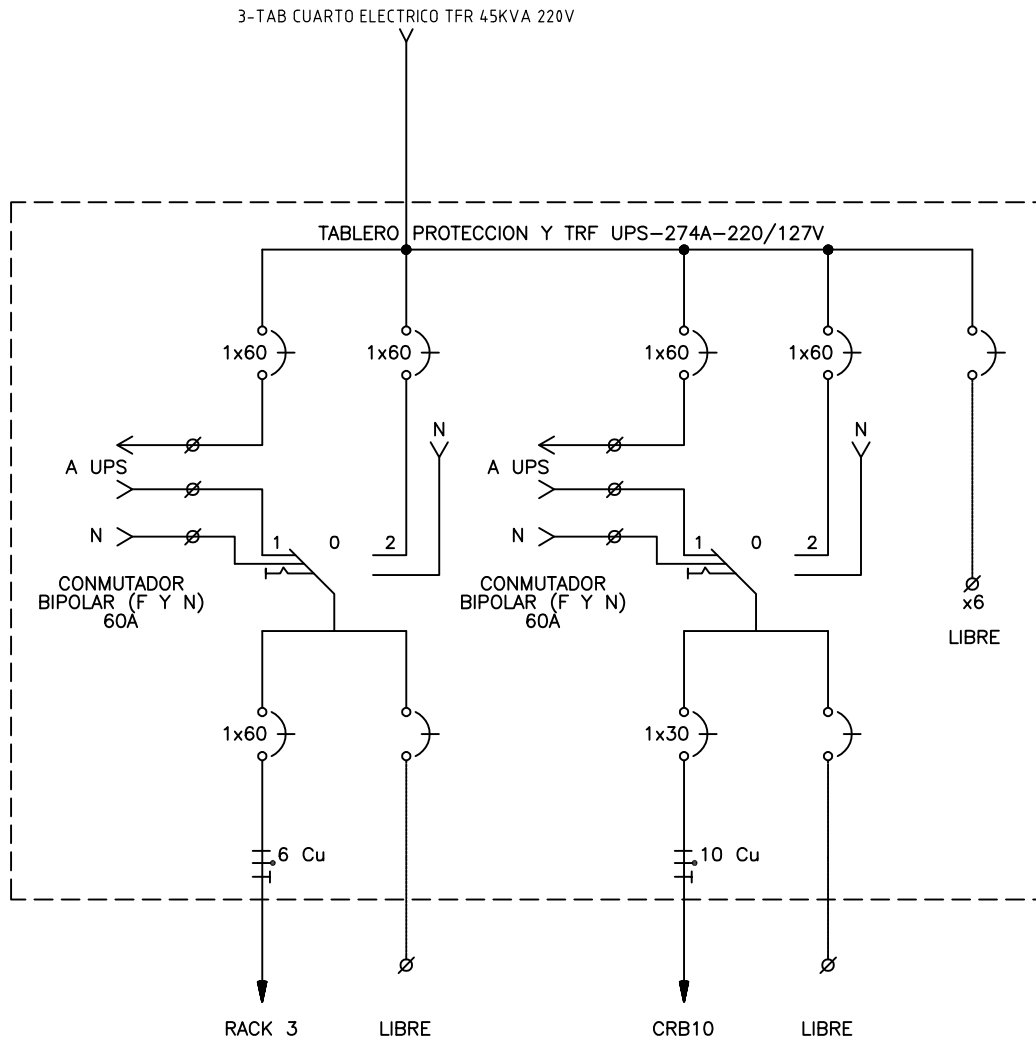 3-TAB CUARTO ELECTRICO TFR 45KVA 220V
TABLERO PROTECCION Y TRF UPS-274A-220/127V
1x60
1x60
1x60
1x60
N
N
A UPS
A UPS
N
N
1 0 2
1 0 2
CONMUTADOR
BIPOLAR (F Y N)
60A
CONMUTADOR
BIPOLAR (F Y N)
60A
x6
LIBRE
1x60
1x30
6 Cu
10 Cu
RACK 3
LIBRE
CRB10
LIBRE